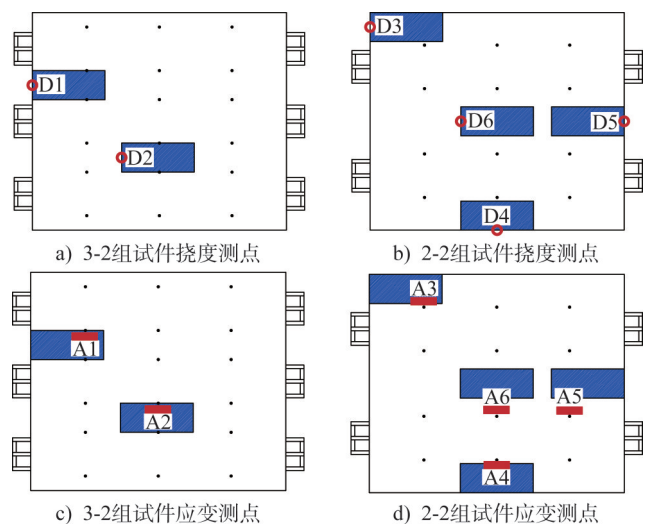 D1
D2
a) 3-2组试件挠度测点
D3
D6
D5
D4
b) 2-2组试件挠度测点
A1
A2
c) 3-2组试件应变测点
A3
A6
A5
A4
d) 2-2组试件应变测点